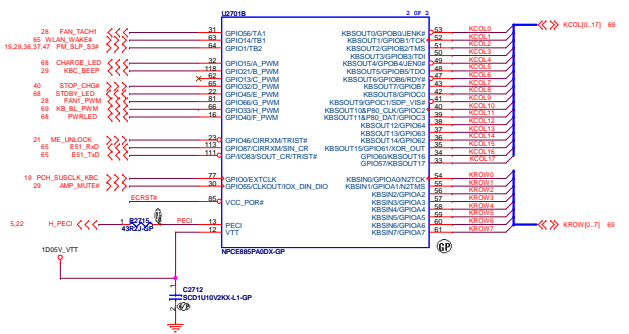 U2701B 2 OF 2
28 FAN_TACH1 31 GPIO56/TA1 KBSOUT0/GPOB0/JENK# 53 KCOL0
65 WLAN_WAKE# 63 GPIO14/TB1 KBSOUT1/GPIOB1/TCK 52 KCOL1
19,29,36,37,47 PM_SLP_S3# 64 GPIO1/TB2 KBSOUT2/GPIOB2/TMS 51 KCOL2
KBSOUT3/GPIOB3/TDI 50 KCOL3
68 CHARGE_LED 32 GPIO15/A_PWM KBSOUT4/GPOB4/JEN0# 49 KCOL4
29 KBC_BEEP 118 GPIO21/B_PWM KBSOUT5/GPIOB5/TDO 48 KCOL5
62 GPIO13/C_PWM KBSOUT6/GPIOB6/RDY# 47 KCOL6
40 STOP_CHG# 65 GPIO32/D_PWM KBSOUT7/GPIOB7 43 KCOL7
68 STDBY_LED 22 GPIO45/E_PWM KBSOUT8/GPIOC0 42 KCOL8
28 FAN1_PWM 81 GPIO66/G_PWM KBSOUT9/GPOC1/SDP_VIS# 41 KCOL9
69 KB_BL_PWM 66 GPIO33/H_PWM KBSOUT10&P80_CLK/GPIOC2 40 KCOL10
68 PWRLED 16 GPIO40/F_PWM KBSOUT11&P80_DAT/GPIOC3 39 KCOL11
KBSOUT12/GPIO64 38 KCOL12
KBSOUT13/GPIO63 37 KCOL13
21 ME_UNLOCK 23 GPIO46/CIRRXM/TRIST# KBSOUT14/GPIO62 36 KCOL14
65 E51_RxD 113 GPIO87/CIRRXM/SIN_CR KBSOUT15/GPIO61/XOR_OUT 35 KCOL15
65 E51_TxD 111 GP/I/O83/SOUT_CR/TRIST# GPIO60/KBSOUT16 34 KCOL16
GPIO57/KBSOUT17 33 KCOL17
KCOL[0..17] 69
19 PCH_SUSCLK_KBC 77 GPIO0/EXTCLK KBSIN0/GPIOA0/N2TCK 54 KROW0
29 AMP_MUTE# 30 GPIO55/CLKOUT/IOX_DIN_DIO KBSIN1/GPIOA1/N2TMS 55 KROW1
KBSIN2/GPIOA2 56 KROW2
ECRST# 85 VCC_POR# KBSIN3/GPIOA3 57 KROW3
KBSIN4/GPIOA4 58 KROW4
KBSIN5/GPIOA5 59 KROW5
5,22 H_PECI 1 R2715 2 PECI 13 PECI KBSIN6/GPIOA6 60 KROW6
43R2J-GP 12 VTT KBSIN7/GPIOA7 61 KROW7
KROW[0..7] 69
GP
NPCE885PA0DX-GP
1D05V_VTT
1
C2712
SCD1U10V2KX-L1-GP
2